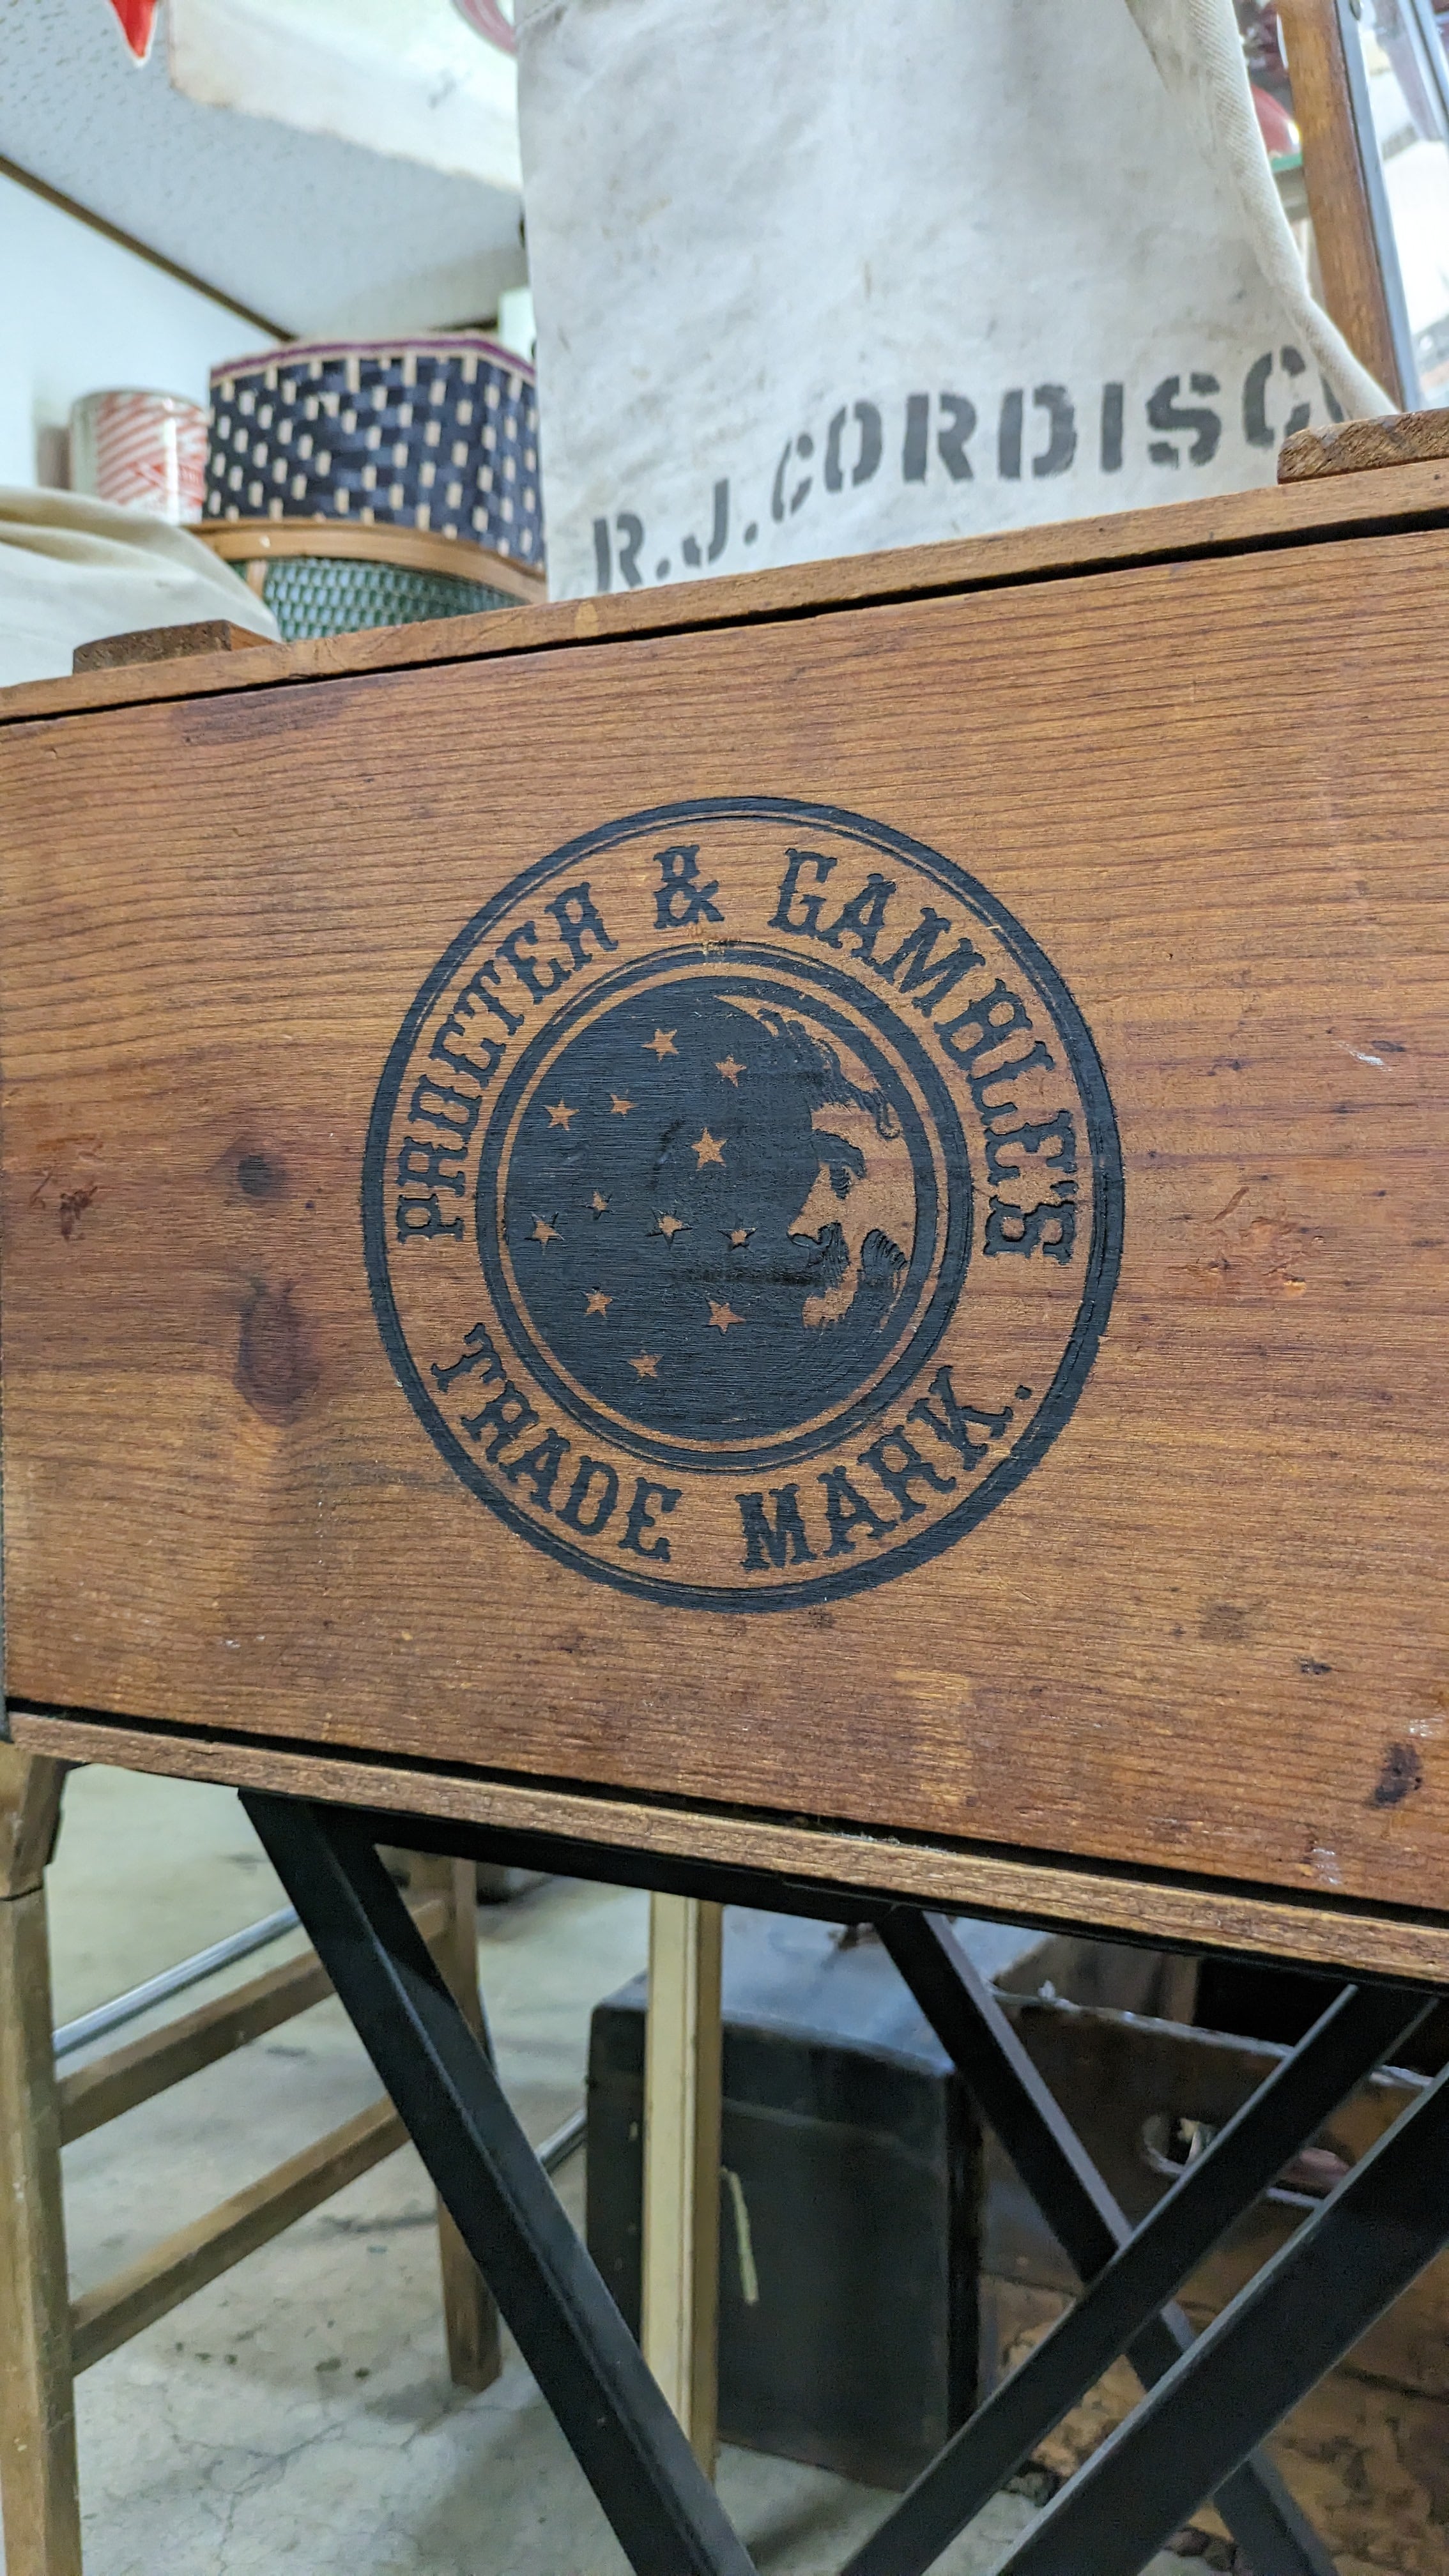 R.J.CORDISC
PROCTER & GAMBLE'S
TRADE MARK.